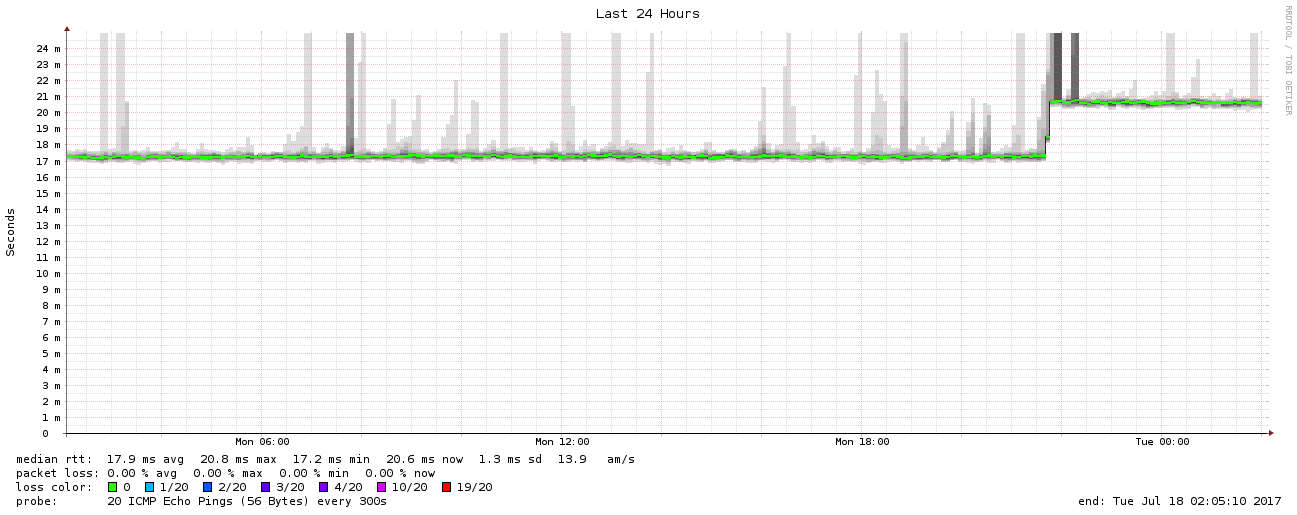 Last 24 Hours
RRDTOOL / TOBI OETIKER
Seconds
24 m
23 m
22 m
21 m
20 m
19 m
18 m
17 m
16 m
15 m
14 m
13 m
12 m
11 m
10 m
9 m
8 m
7 m
6 m
5 m
4 m
3 m
2 m
1 m
0
Mon 06:00 Mon 12:00 Mon 18:00 Tue 00:00
median rtt: 17.9 ms avg 20.8 ms max 17.2 ms min 20.6 ms now 1.3 ms sd 13.9 am/s
packet loss: 0.00 % avg 0.00 % max 0.00 % min 0.00 % now
loss color: 0 1/20 2/20 3/20 4/20 10/20 19/20
probe: 20 ICMP Echo Pings (56 Bytes) every 300s end: Tue Jul 18 02:05:10 2017